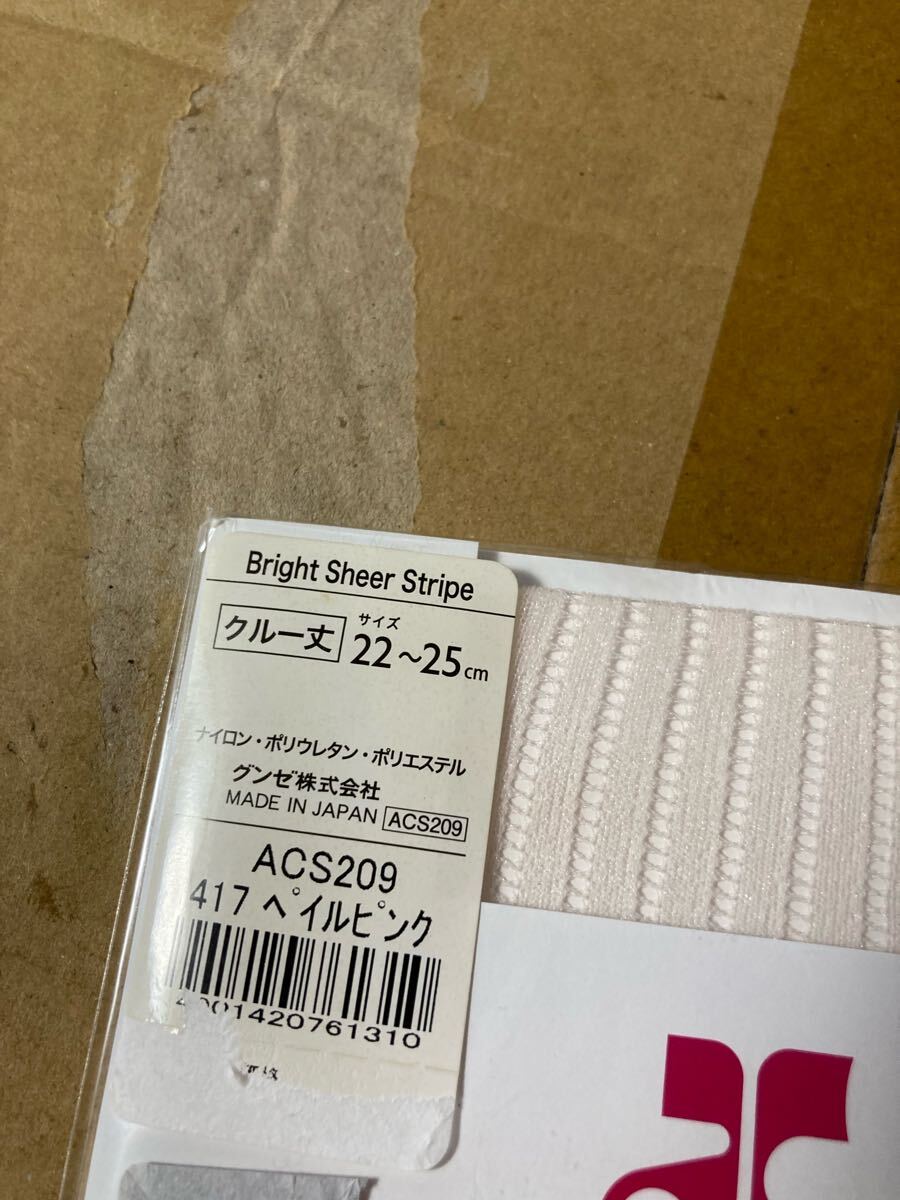 Bright Sheer Stripe
クルー丈 サイズ 22～25cm
ナイロン・ポリウレタン・ポリエステル
グンゼ株式会社
MADE IN JAPAN ACS209
ACS209
417 ペイルピンク
4001420761310